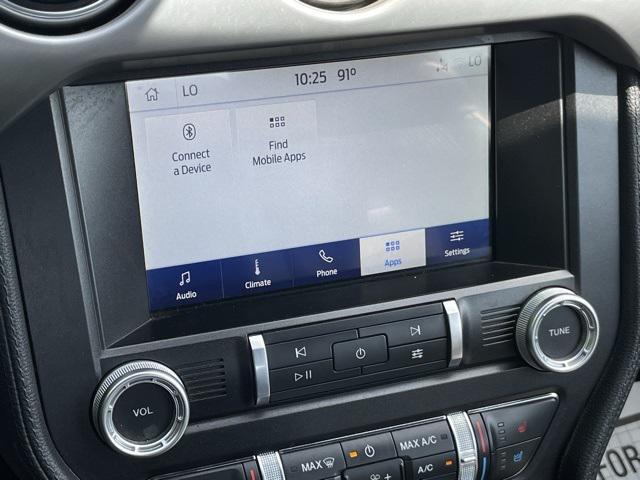 LO 10:25 91° LO
Connect
a Device
Find
Mobile Apps
Audio Climate Phone Apps Settings
VOL
TUNE
MAX
MAX A/C
A/C
-FOR-